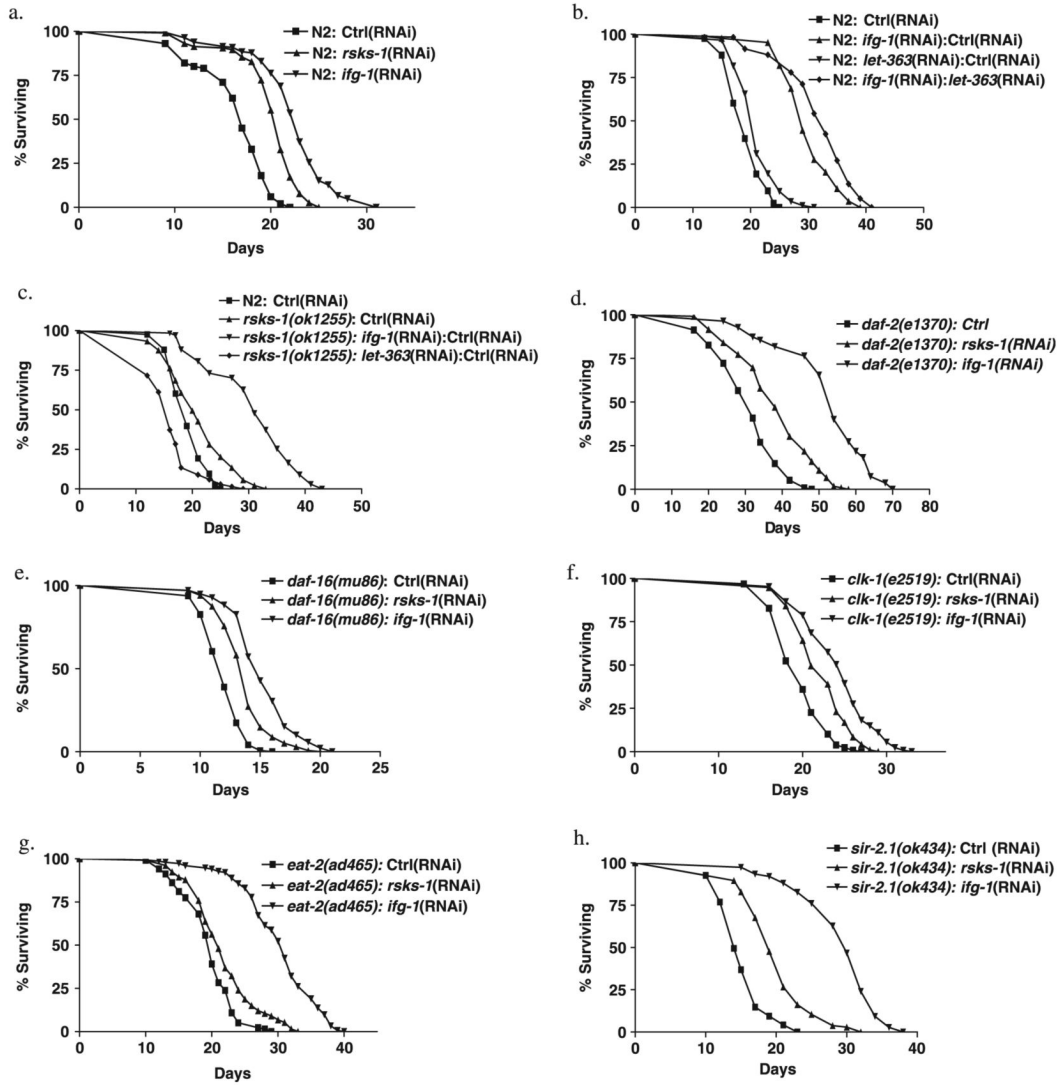 a.
N2: Ctrl(RNAi)
N2: rsks-1(RNAi)
N2: ifg-1(RNAi)
% Surviving
100
75
50
25
0
0 10 20 30
Days
b.
N2: Ctrl(RNAi)
N2: ifg-1(RNAi):Ctrl(RNAi)
N2: let-363(RNAi):Ctrl(RNAi)
N2: ifg-1(RNAi):let-363(RNAi)
% Surviving
100
75
50
25
0
0 10 20 30 40 50
Days
c.
N2: Ctrl(RNAi)
rsks-1(ok1255): Ctrl(RNAi)
rsks-1(ok1255): ifg-1(RNAi):Ctrl(RNAi)
rsks-1(ok1255): let-363(RNAi):Ctrl(RNAi)
% Surviving
100
75
50
25
0
0 10 20 30 40 50
Days
d.
daf-2(e1370): Ctrl
daf-2(e1370): rsks-1(RNAi)
daf-2(e1370): ifg-1(RNAi)
% Surviving
100
75
50
25
0
0 10 20 30 40 50 60 70 80
Days
e.
daf-16(mu86): Ctrl(RNAi)
daf-16(mu86): rsks-1(RNAi)
daf-16(mu86): ifg-1(RNAi)
% Surviving
100
50
0
0 5 10 15 20 25
Days
f.
clk-1(e2519): Ctrl(RNAi)
clk-1(e2519): rsks-1(RNAi)
clk-1(e2519): ifg-1(RNAi)
% Surviving
100
75
50
25
0
0 10 20 30
Days
g.
eat-2(ad465): Ctrl(RNAi)
eat-2(ad465): rsks-1(RNAi)
eat-2(ad465): ifg-1(RNAi)
% Surviving
100
75
50
25
0
0 10 20 30 40
Days
h.
sir-2.1(ok434): Ctrl (RNAi)
sir-2.1(ok434): rsks-1(RNAi)
sir-2.1(ok434): ifg-1(RNAi)
% Surviving
100
75
50
25
0
0 10 20 30 40
Days